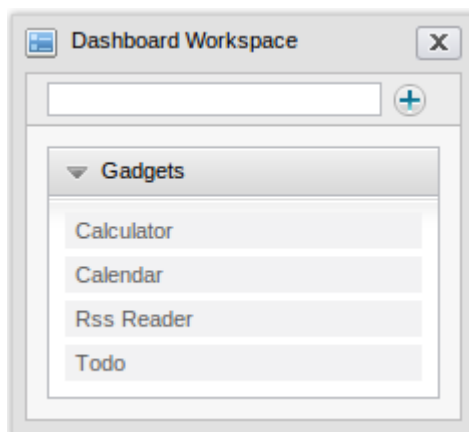 Dashboard Workspace
Gadgets
Calculator
Calendar
Rss Reader
Todo